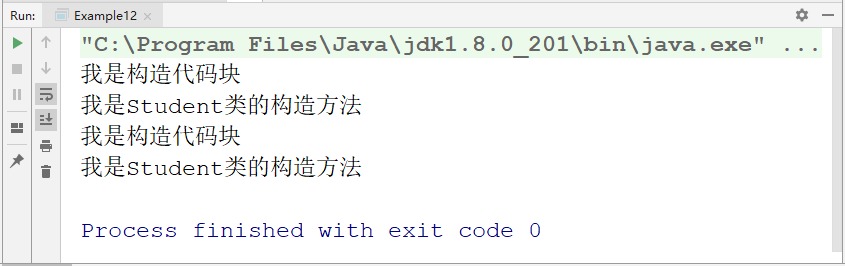 Run: Example12
"C:\Program Files\Java\jdk1.8.0_201\bin\java.exe" ...
我是构造代码块
我是Student类的构造方法
我是构造代码块
我是Student类的构造方法
Process finished with exit code 0